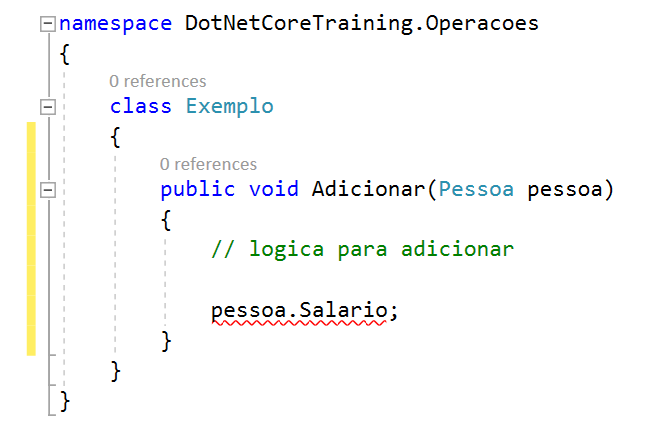 namespace DotNetCoreTraining.Operacoes
{
0 references
class Exemplo
{
0 references
public void Adicionar(Pessoa pessoa)
{
// logica para adicionar
pessoa.Salario;
}
}
}